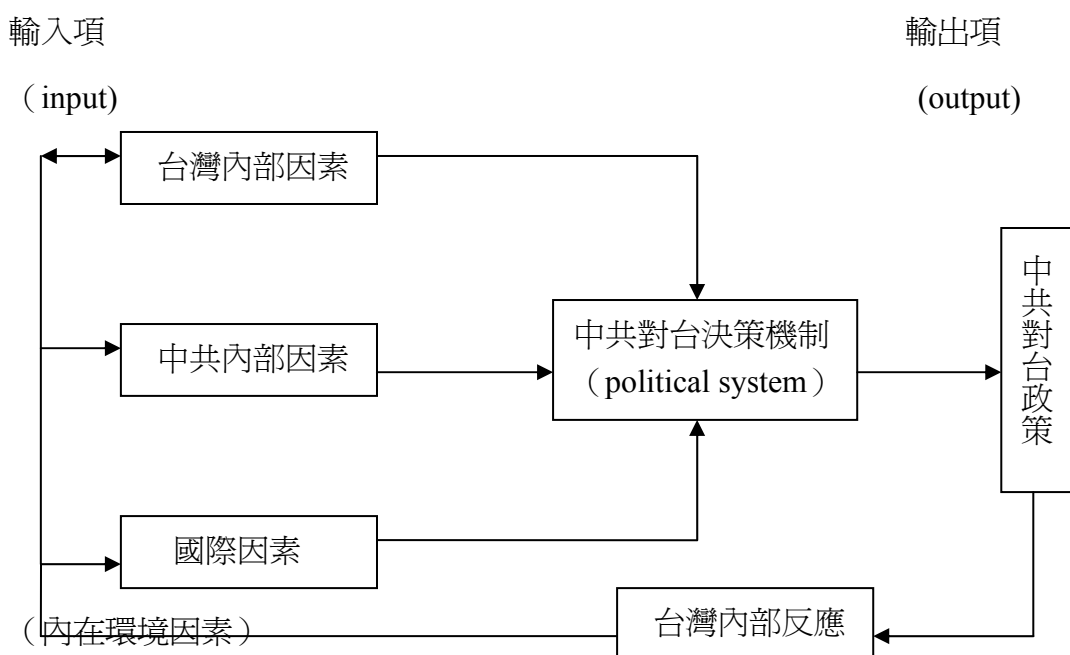 輸入項
輸出項
（input)
(output)
台灣內部因素
中共內部因素
中共對台決策機制
（political system）
中共對台政策
國際因素
（內在環境因素）
台灣內部反應